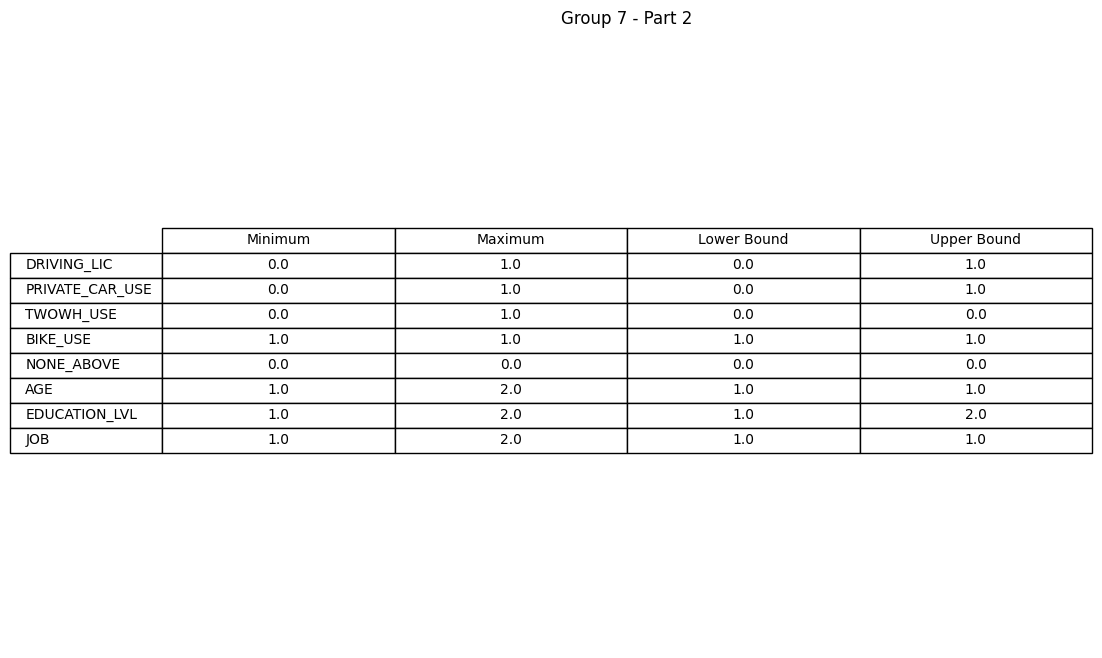 Group 7 - Part 2
Minimum Maximum Lower Bound Upper Bound
DRIVING_LIC 0.0 1.0 0.0 1.0
PRIVATE_CAR_USE 0.0 1.0 0.0 1.0
TWOWH_USE 0.0 1.0 0.0 0.0
BIKE_USE 1.0 1.0 1.0 1.0
NONE_ABOVE 0.0 0.0 0.0 0.0
AGE 1.0 2.0 1.0 1.0
EDUCATION_LVL 1.0 2.0 1.0 2.0
JOB 1.0 2.0 1.0 1.0